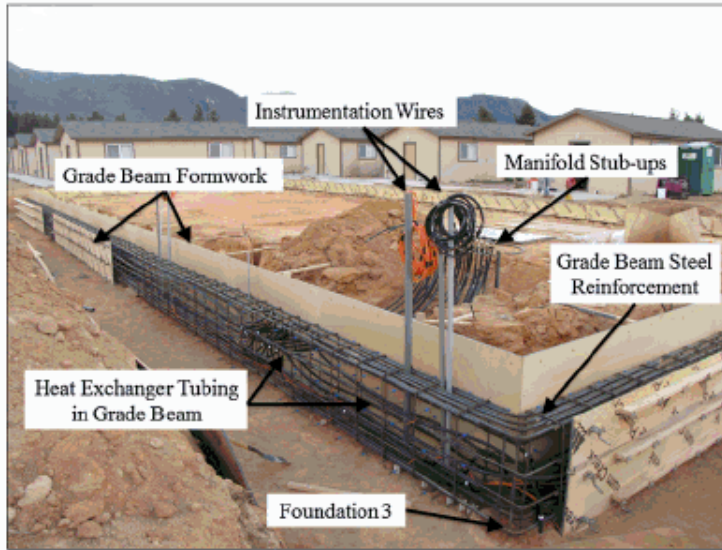 Instrumentation Wires
Manifold Stub-ups
Grade Beam Formwork
Grade Beam Steel
Reinforcement
Heat Exchanger Tubing
in Grade Beam
Foundation 3